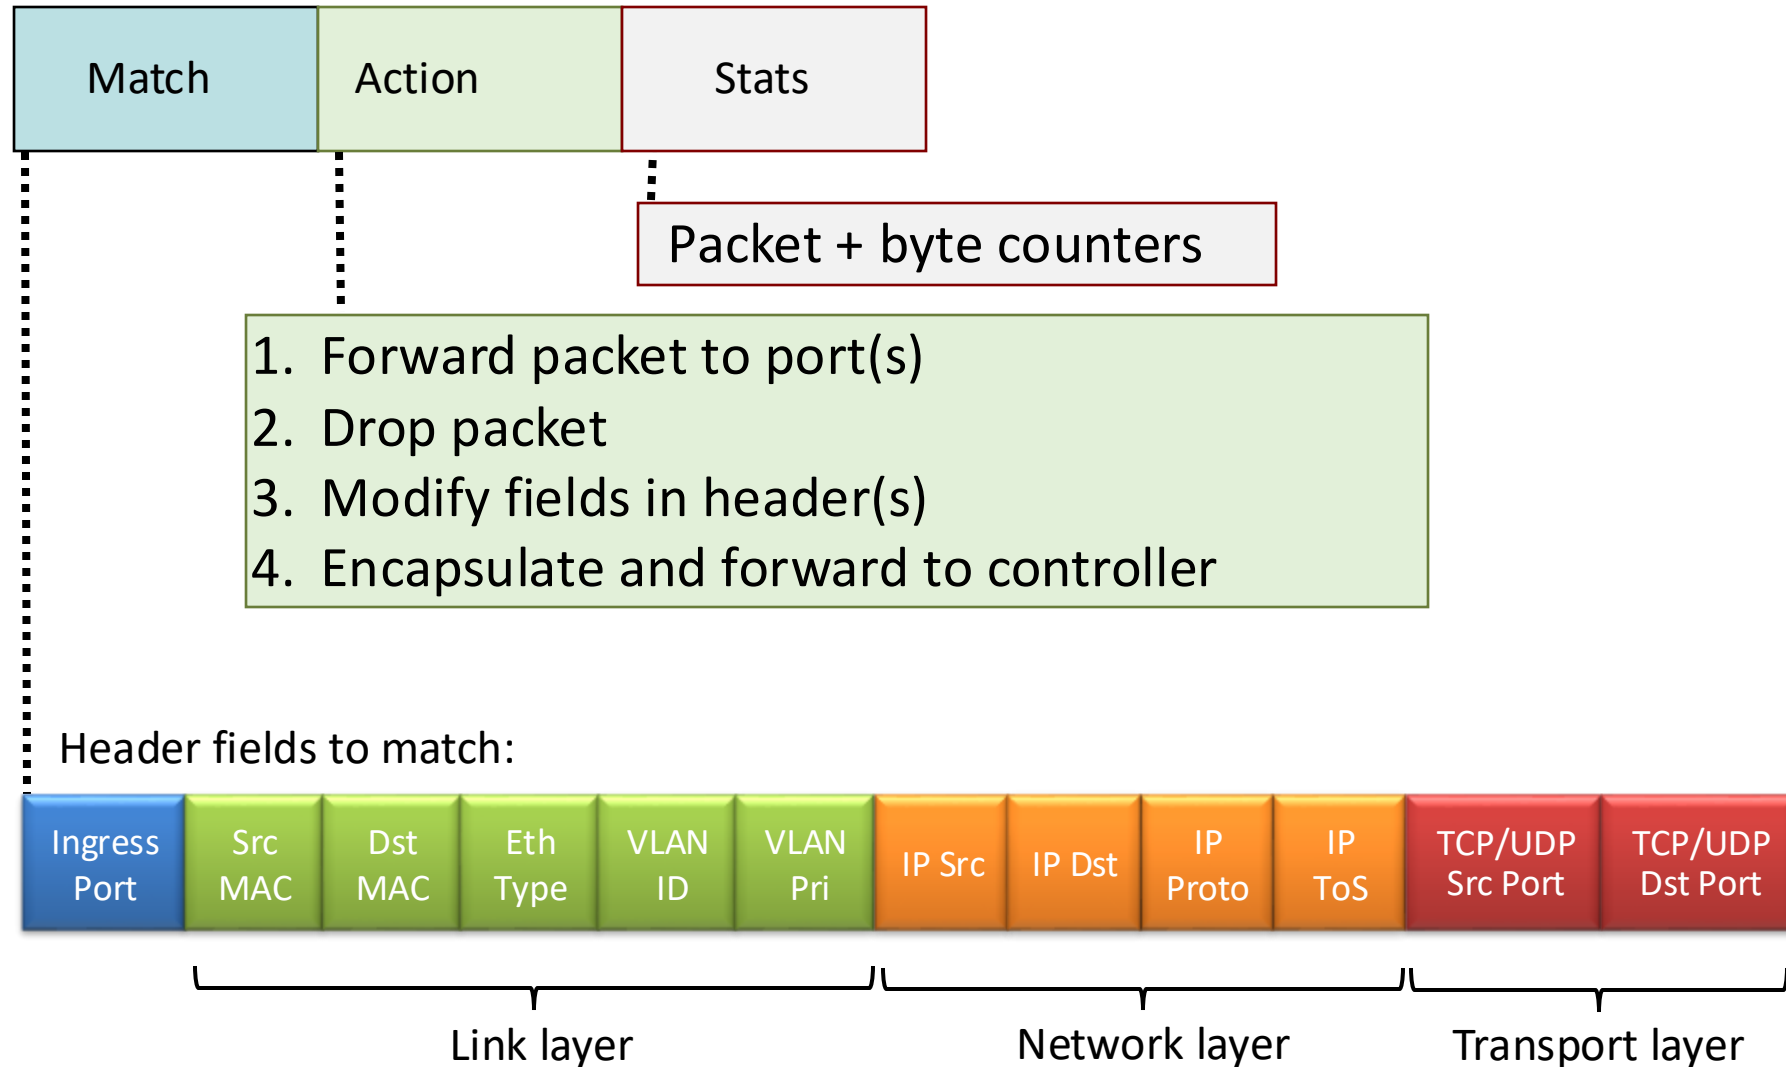 Match
Action
Stats
Packet + byte counters
1. Forward packet to port(s)
2. Drop packet
3. Modify fields in header(s)
4. Encapsulate and forward to controller
Header fields to match:
Ingress
Port
Src
MAC
Dst
MAC
Eth
Type
VLAN
ID
VLAN
Pri
IP Src
IP Dst
IP
Proto
IP
ToS
TCP/UDP
Src Port
TCP/UDP
Dst Port
Link layer
Network layer
Transport layer